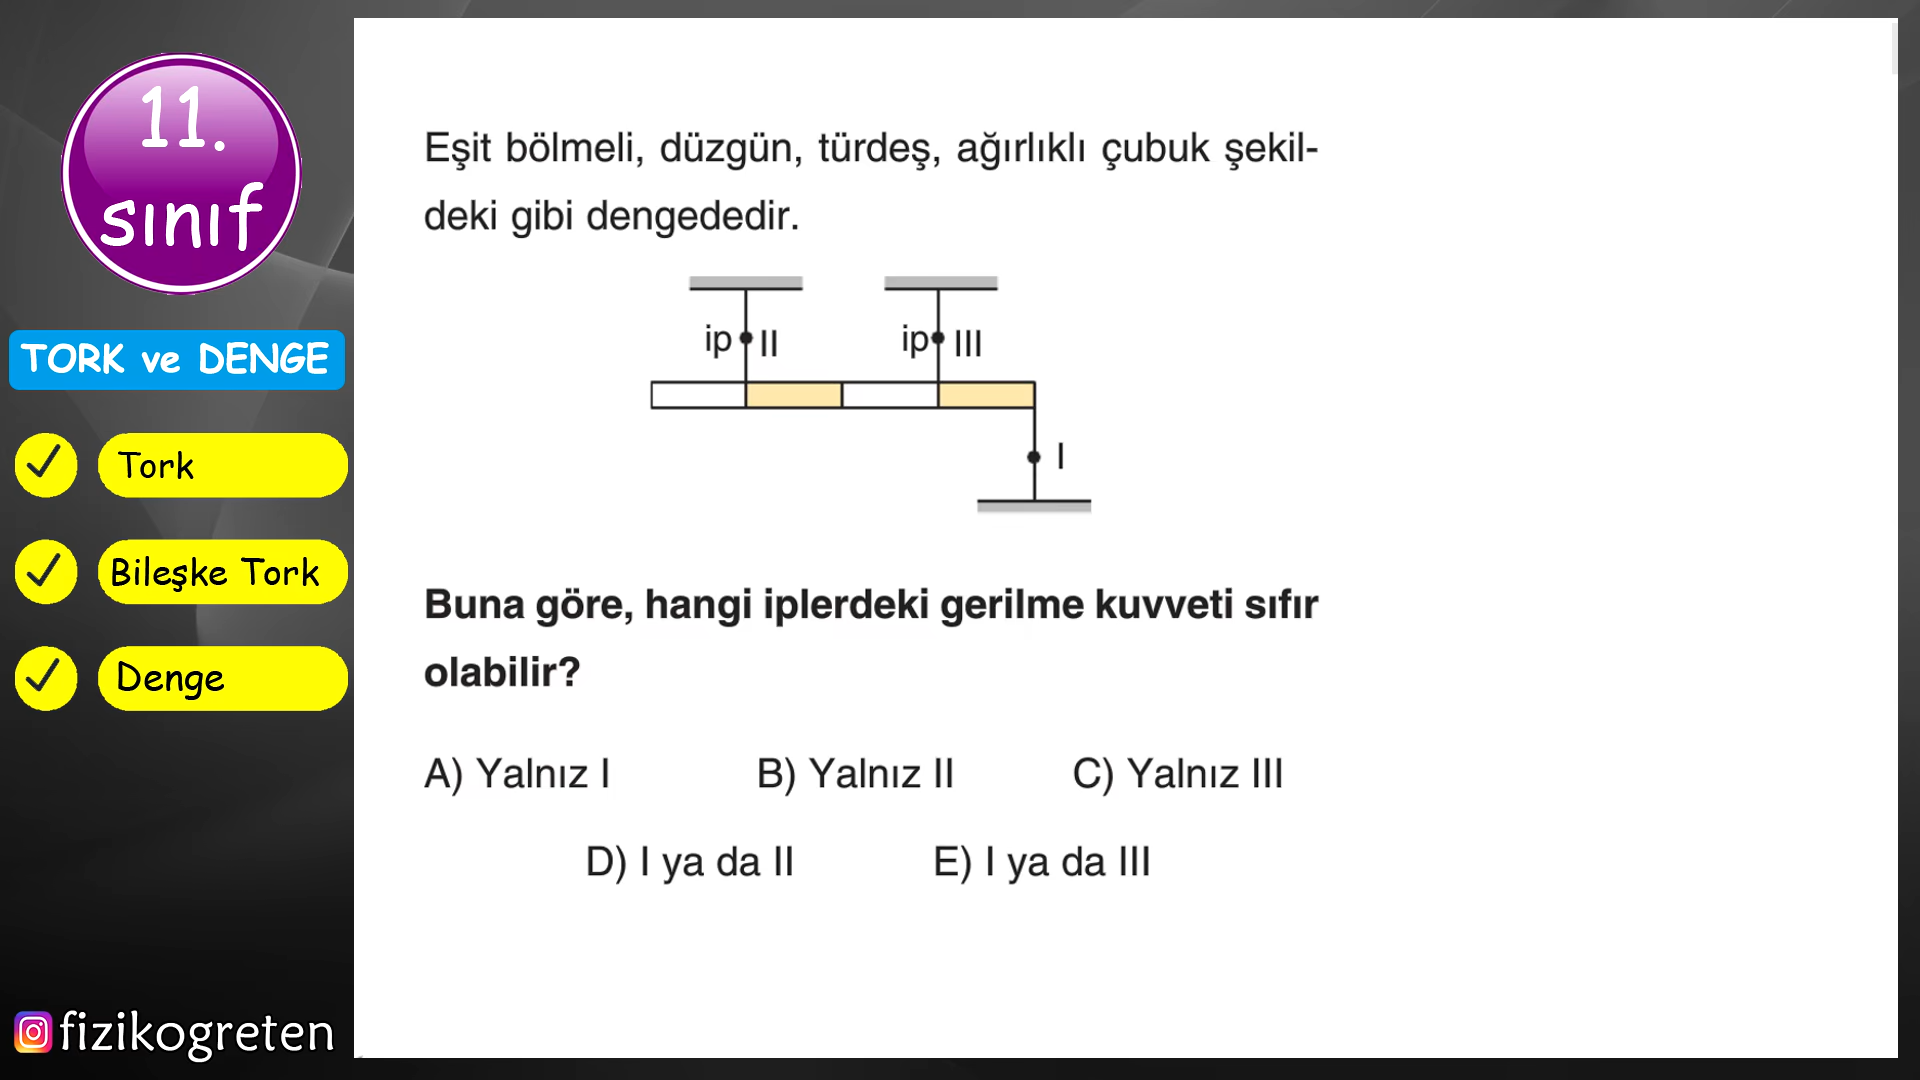 11.
sınıf
TORK ve DENGE
Tork
Bileşke Tork
Denge
fizikogreten
Eşit bölmeli, düzgün, türdeş, ağırlıklı çubuk şekil-
deki gibi dengededir.
ip II ip III
I
Buna göre, hangi iplerdeki gerilme kuvveti sıfır
olabilir?
A) Yalnız I B) Yalnız II C) Yalnız III
D) I ya da II E) I ya da III